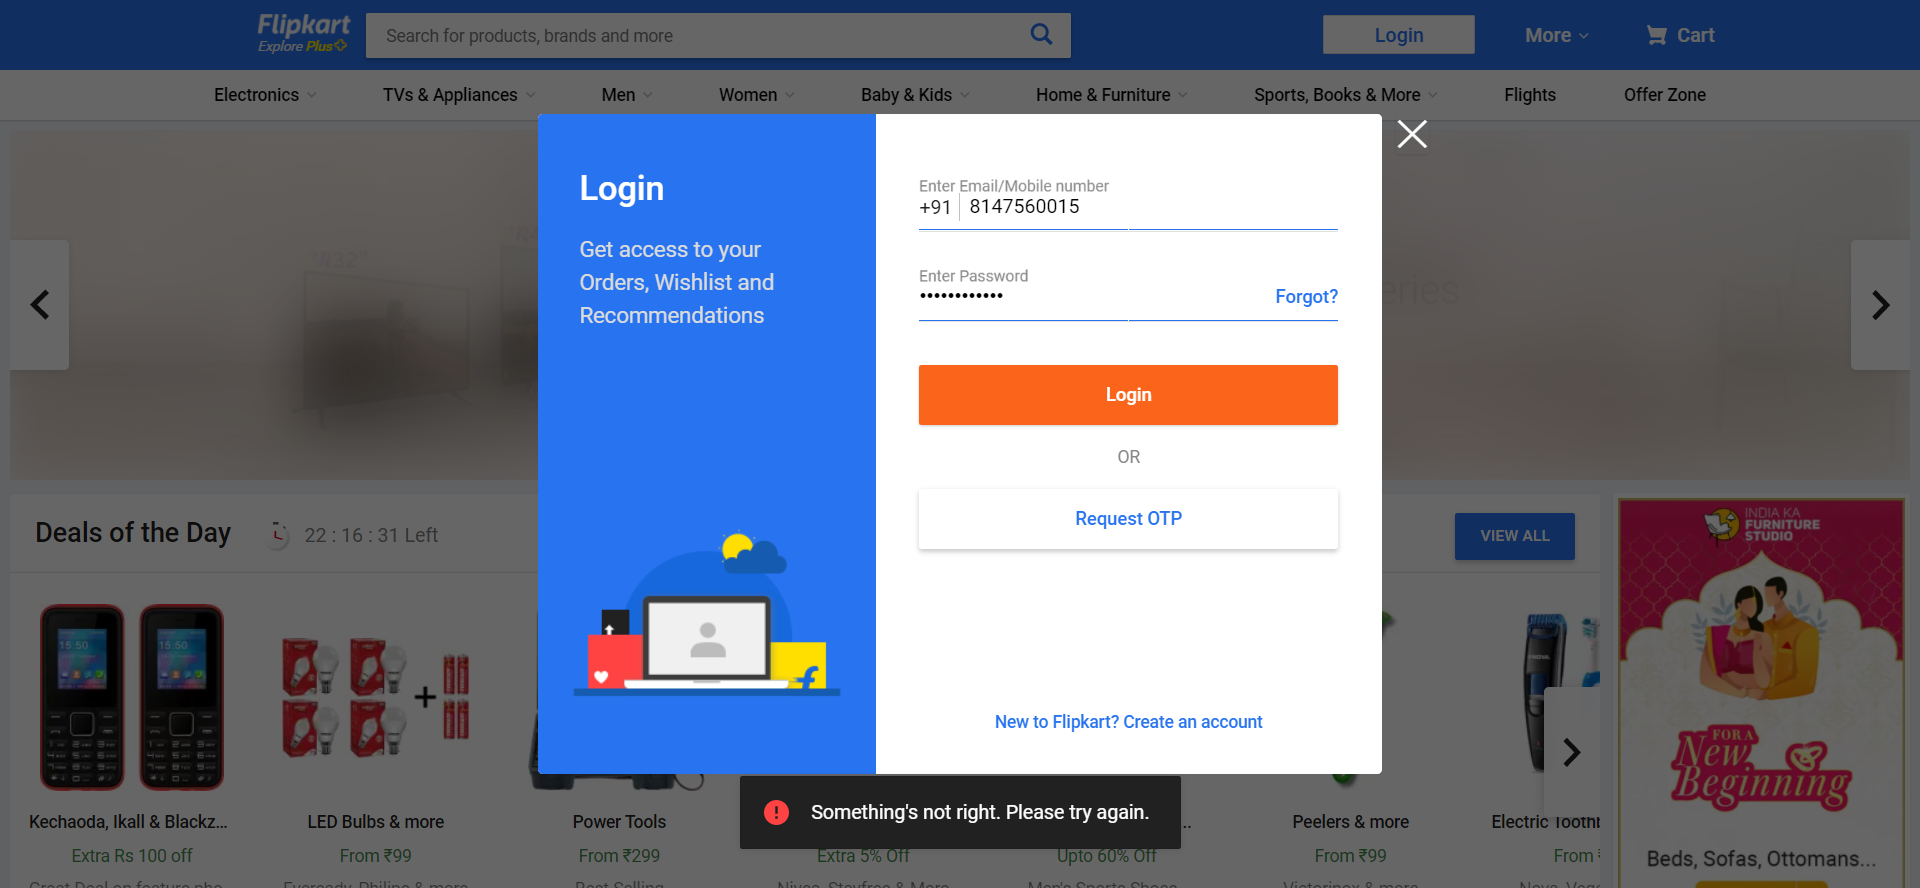 Flipkart
Explore Plus
Search for products, brands and more
Login
More
Cart
Electronics
TVs & Appliances
Men
Women
Baby & Kids
Home & Furniture
Sports, Books & More
Flights
Offer Zone
Login
Get access to your
Orders, Wishlist and
Recommendations
Enter Email/Mobile number
+91 8147560015
Enter Password
••••••••••••
Forgot?
Login
OR
Request OTP
New to Flipkart? Create an account
Something's not right. Please try again.
Deals of the Day
22 : 16 : 31 Left
VIEW ALL
15:50
15:50
Kechaoda, Ikall & Blackz...
Extra Rs 100 off
LED Bulbs & more
From ₹99
Power Tools
From ₹299
Extra 5% Off
Upto 60% Off
Peelers & more
From ₹99
From
INDIA KA
FURNITURE
STUDIO
FOR A
New
Beginning
Beds, Sofas, Ottomans...